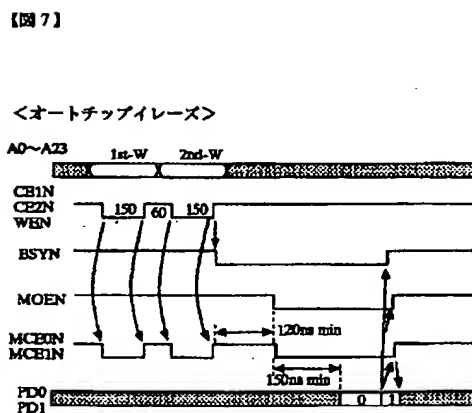 【図7】
<オートチップイレーズ>
A0〜A23
1st-W 2nd-W
CE1N
CE2N
WEN
150 60 150
BSYN
MOEN
120ns min
MCE0N
MCE1N
150ns min
PD0
PD1
0 1